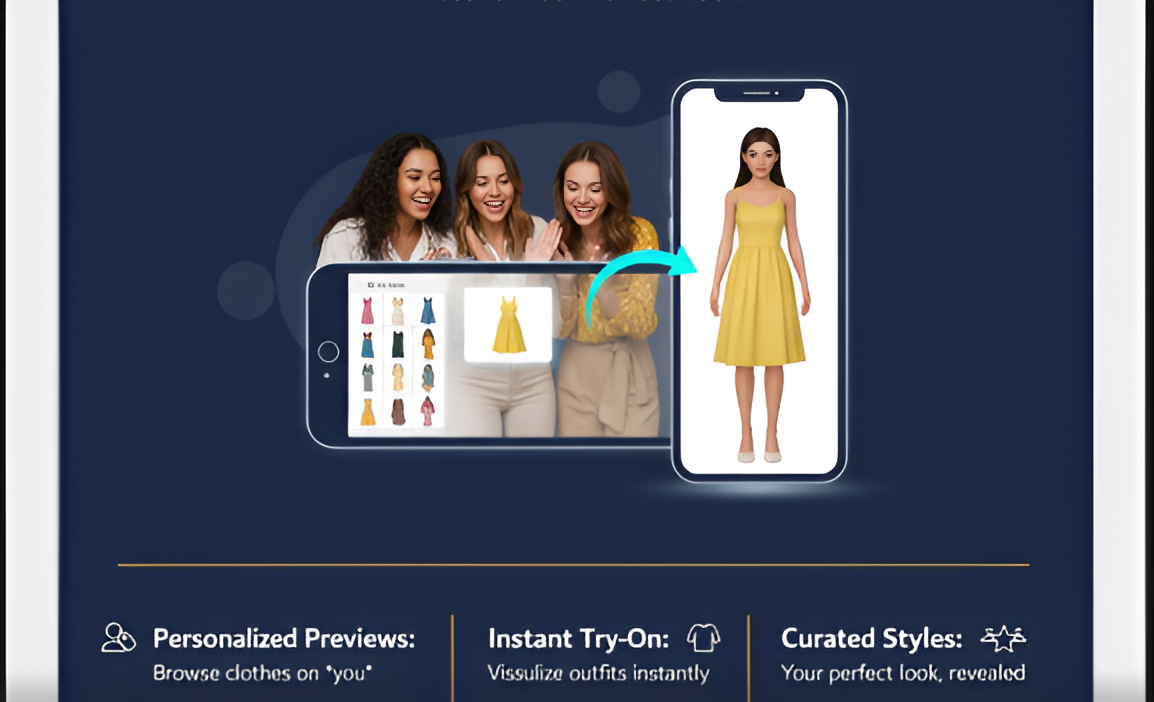 Personalized Previews:
Browse clothes on "you"
Instant Try-On:
Vissulize outfits instantly
Curated Styles:
Your perfect look, revealed